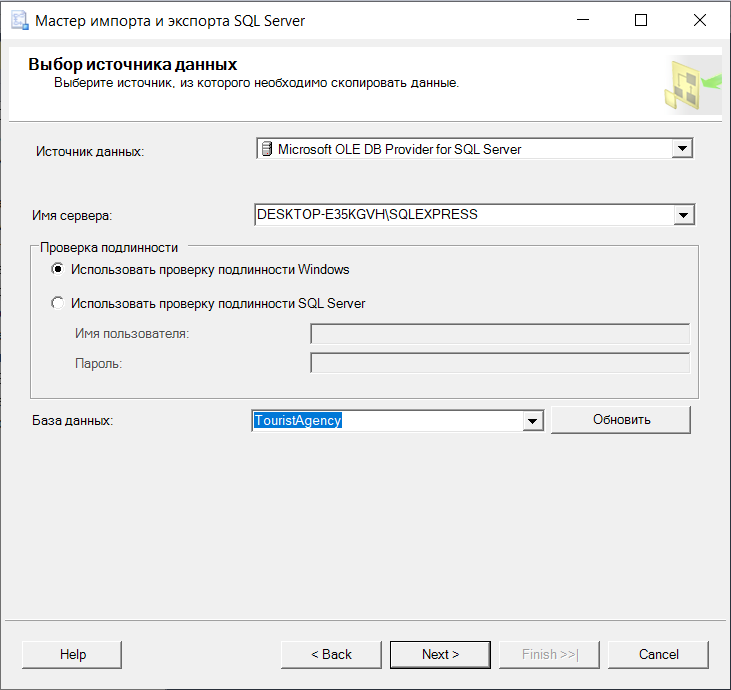 Мастер импорта и экспорта SQL Server
Выбор источника данных
Выберите источник, из которого необходимо скопировать данные.
Источник данных:
Microsoft OLE DB Provider for SQL Server
Имя сервера:
DESKTOP-E35KGVH\SQLEXPRESS
Проверка подлинности
Использовать проверку подлинности Windows
Использовать проверку подлинности SQL Server
Имя пользователя:
Пароль:
База данных:
TouristAgency
Обновить
Help
< Back
Next >
Finish >>|
Cancel